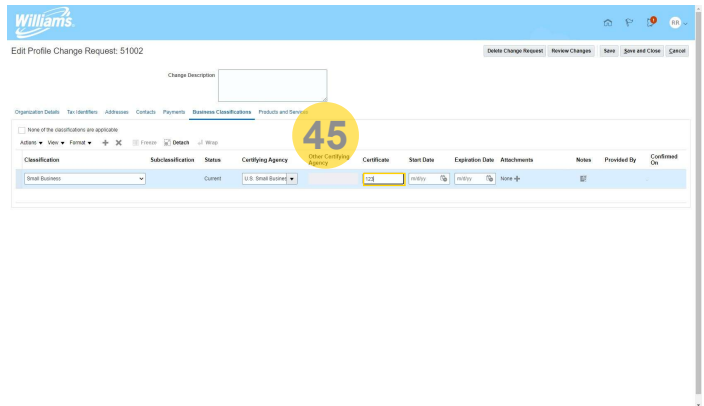 Williams.
RR
Edit Profile Change Request: 51002
Delete Change Request Review Changes Save Save and Close Cancel
Change Description
Organization Details Tax Identifiers Addresses Contacts Payments Business Classifications Products and Services
None of the classifications are applicable
45
Actions View Format Freeze Detach Wrap
Classification Subclassification Status Certifying Agency Other Certifying Agency Certificate Start Date Expiration Date Attachments Notes Provided By Confirmed On
Small Business Current U.S. Small Busines 123 m/d/yy m/d/yy None